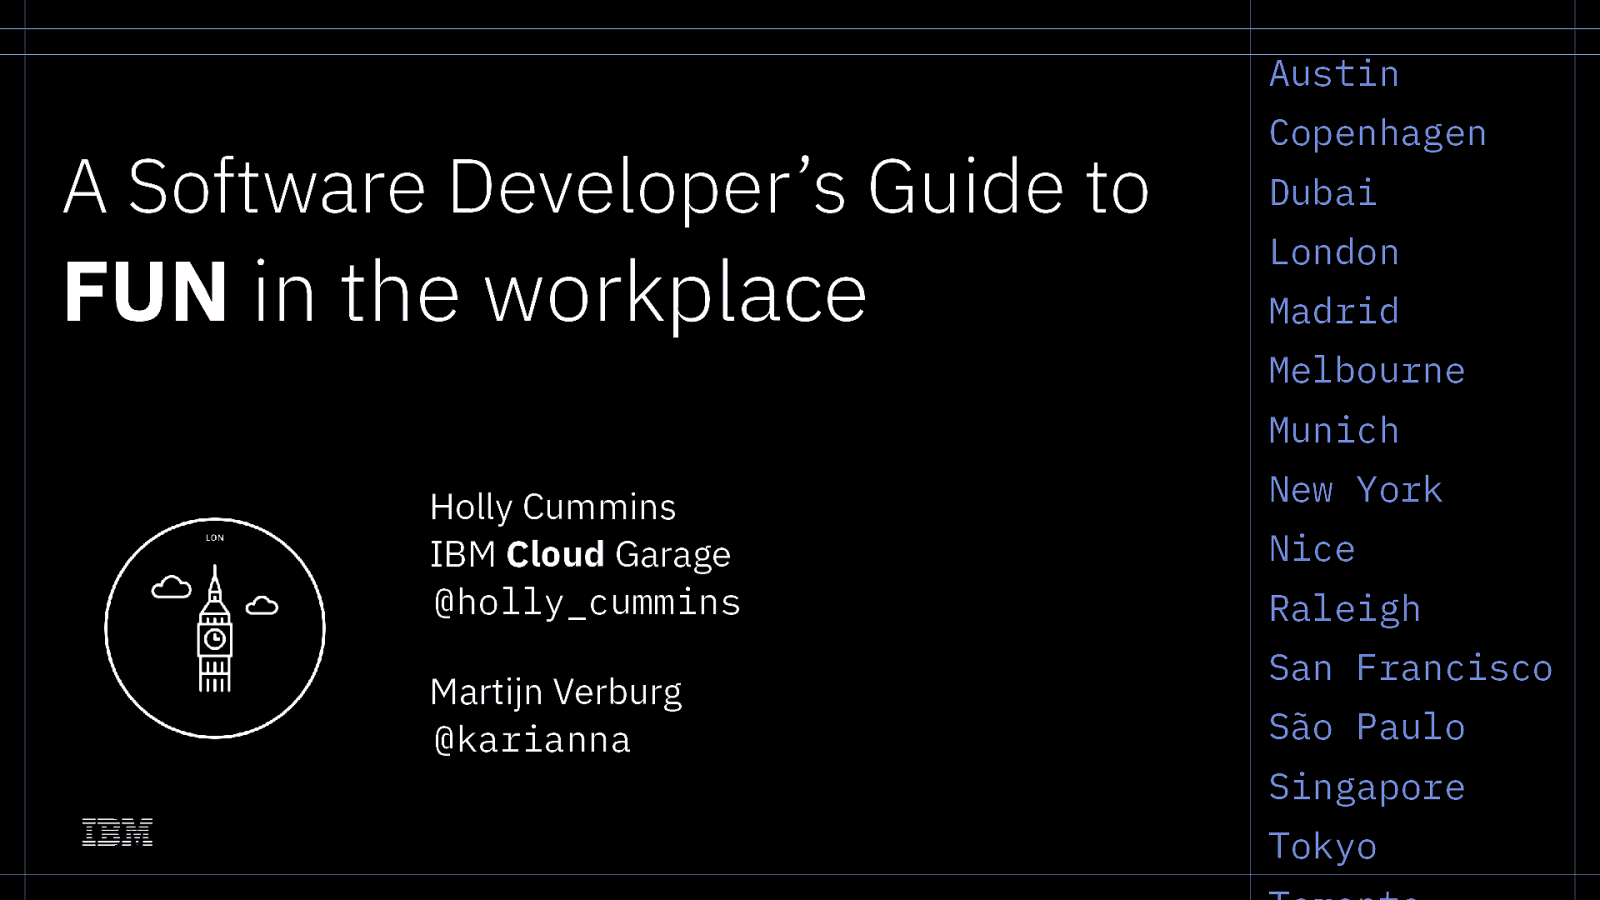 A Software Developer’s Guide to
FUN in the workplace
LON
Holly Cummins
IBM Cloud Garage
@holly_cummins
Martijn Verburg
@karianna
IBM
Austin
Copenhagen
Dubai
London
Madrid
Melbourne
Munich
New York
Nice
Raleigh
San Francisco
São Paulo
Singapore
Tokyo